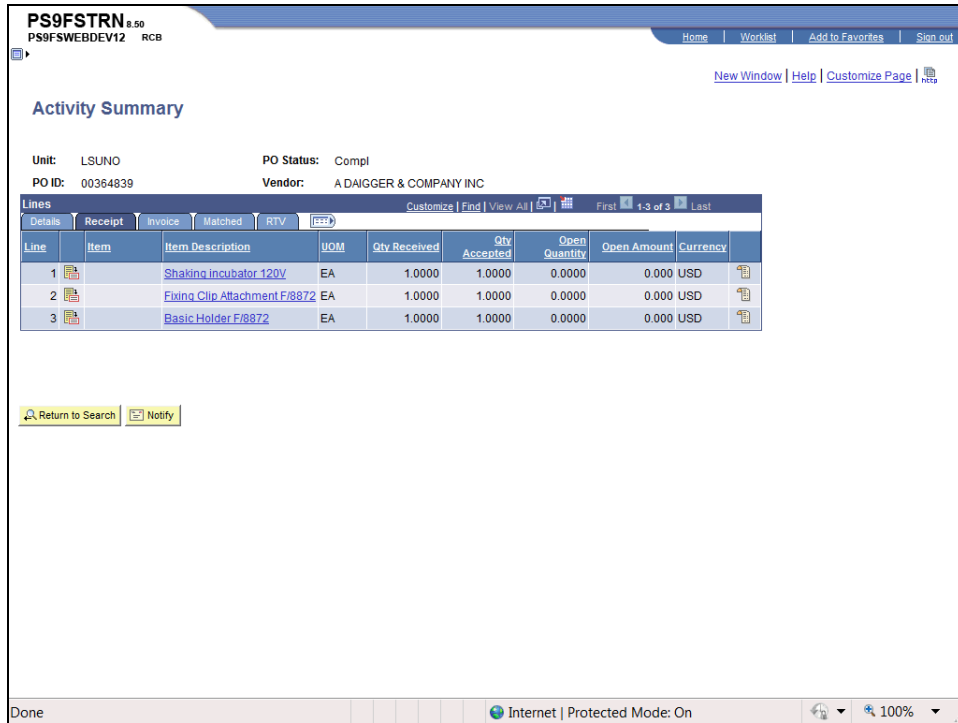 PS9FSTRN 8.50
PS9FSWEBDEV12 RCB
Home | Worklist | Add to Favorites | Sign out
New Window | Help | Customize Page | http
Activity Summary
Unit: LSUNO PO Status: Compl
PO ID: 00364839 Vendor: A DAIGGER & COMPANY INC
Lines Customize | Find | View All | First 1-3 of 3 Last
Details Receipt Invoice Matched RTV
Line Item Item Description UOM Qty Received Qty Accepted Open Quantity Open Amount Currency
1 Shaking incubator 120V EA 1.0000 1.0000 0.0000 0.000 USD
2 Fixing Clip Attachment F/8872 EA 1.0000 1.0000 0.0000 0.000 USD
3 Basic Holder F/8872 EA 1.0000 1.0000 0.0000 0.000 USD
Return to Search Notify
Done Internet | Protected Mode: On 100%